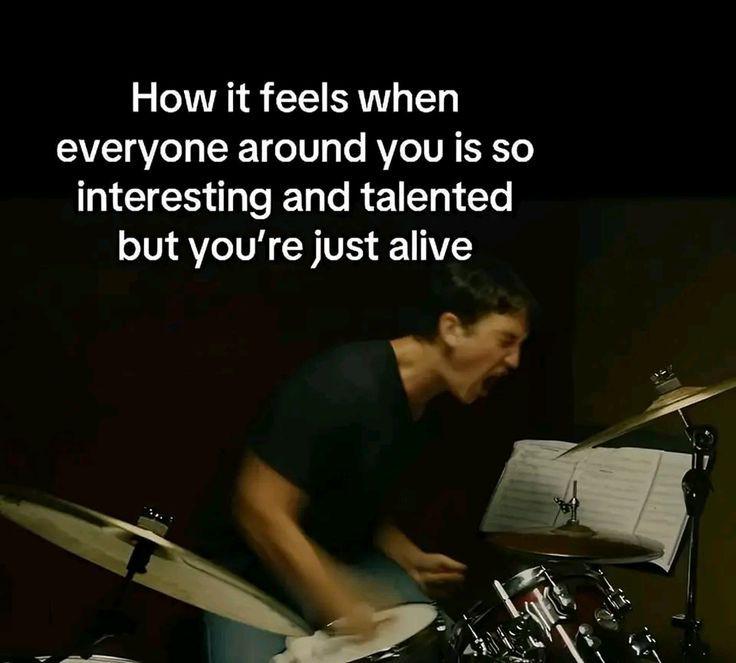 How it feels when
everyone around you is so
interesting and talented
but you’re just alive